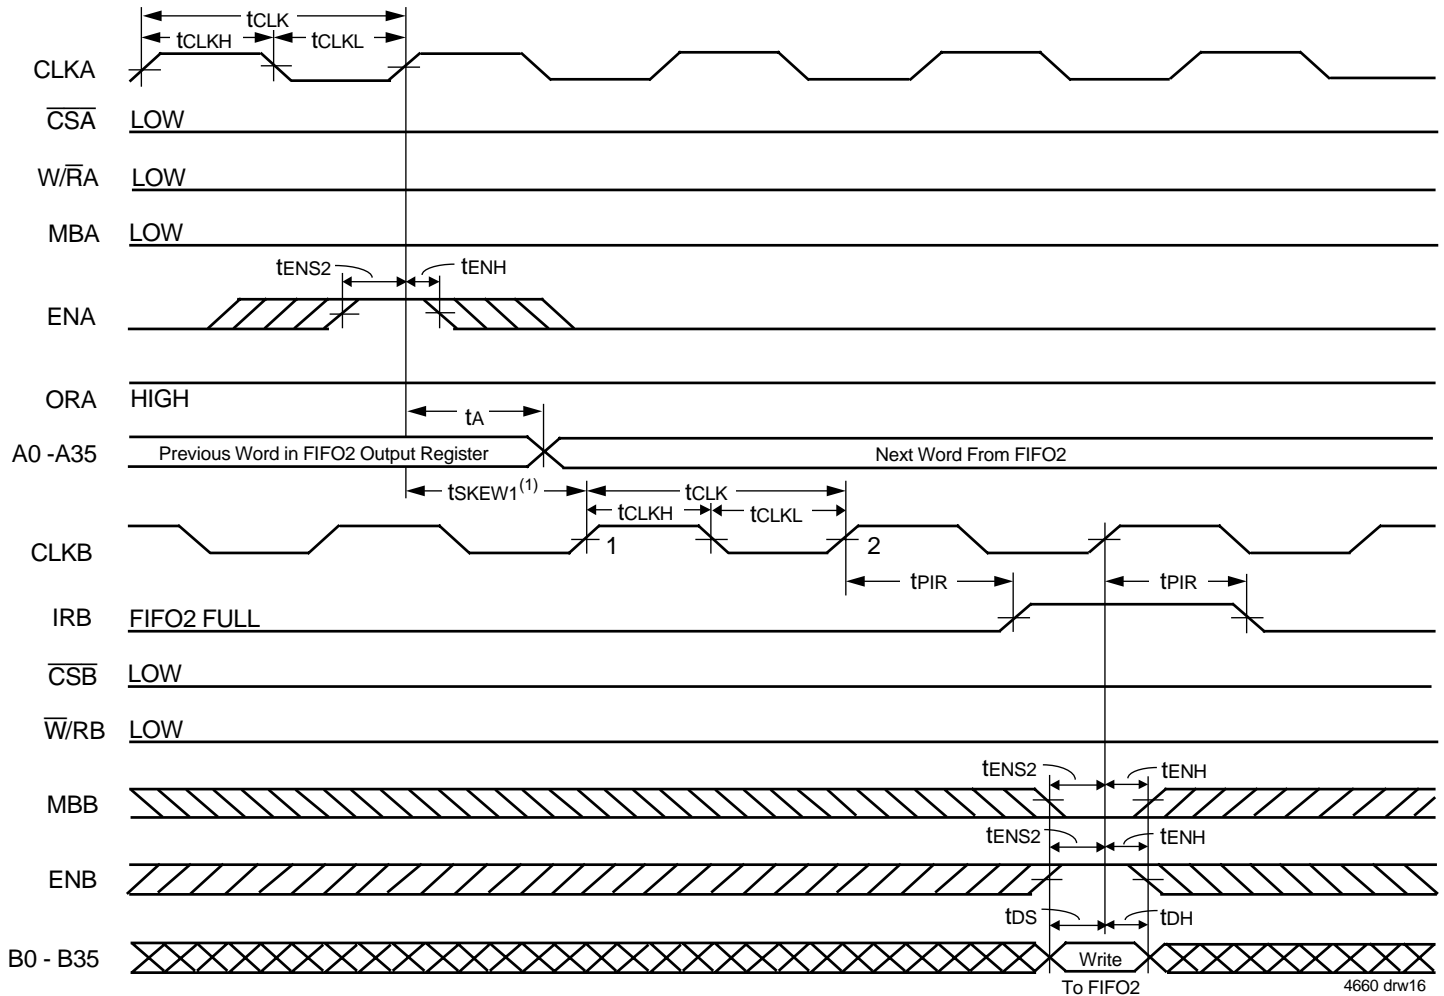 tCLK
tCLKH tCLKL
CLKA
CSA LOW
W/RA LOW
MBA LOW
tENS2 tENH
ENA
ORA HIGH
tA
A0 -A35 Previous Word in FIFO2 Output Register Next Word From FIFO2
tSKEW1(1) tCLK
tCLKH tCLKL
CLKB 1 2
tPIR tPIR
IRB FIFO2 FULL
CSB LOW
W/RB LOW
tENS2 tENH
MBB
tENS2 tENH
ENB
tDS tDH
B0 - B35 Write
To FIFO2 4660 drw16